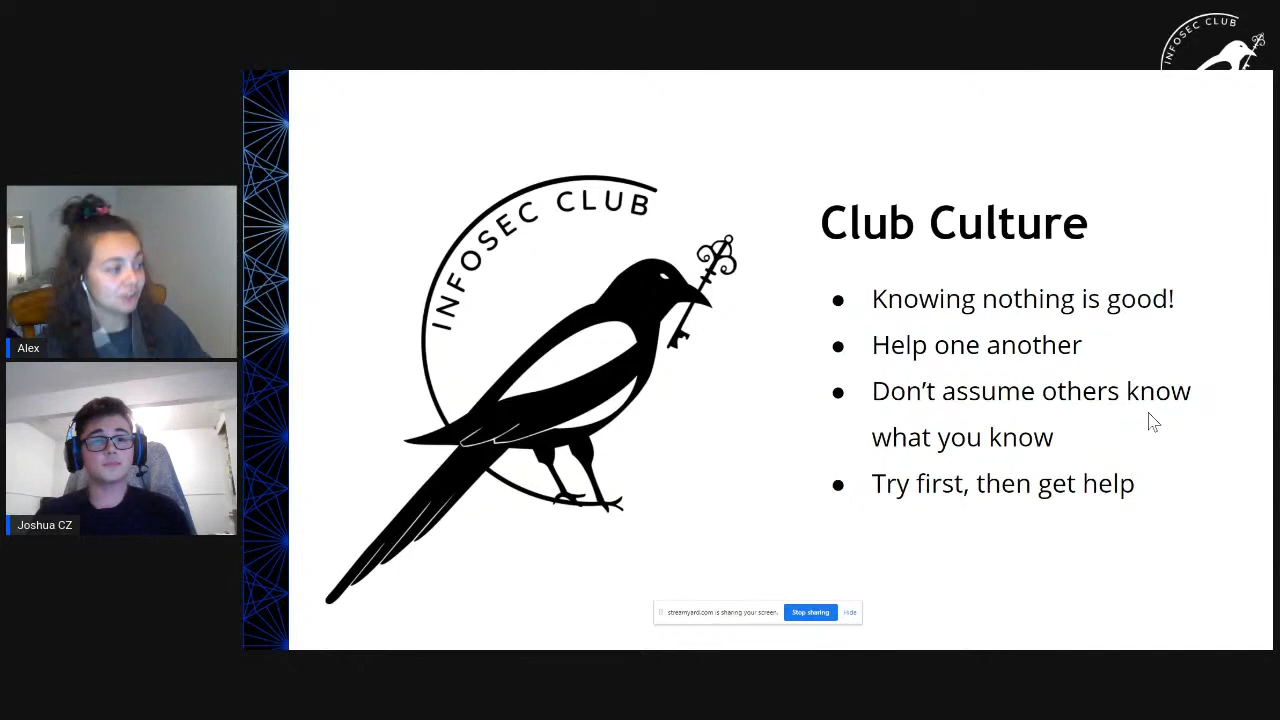 INFOSEC CLUB
INFOSEC CLUB
Club Culture
● Knowing nothing is good!
● Help one another
● Don’t assume others know
what you know
● Try first, then get help
Alex
Joshua CZ
streamyard.com is sharing your screen. Stop sharing Hide